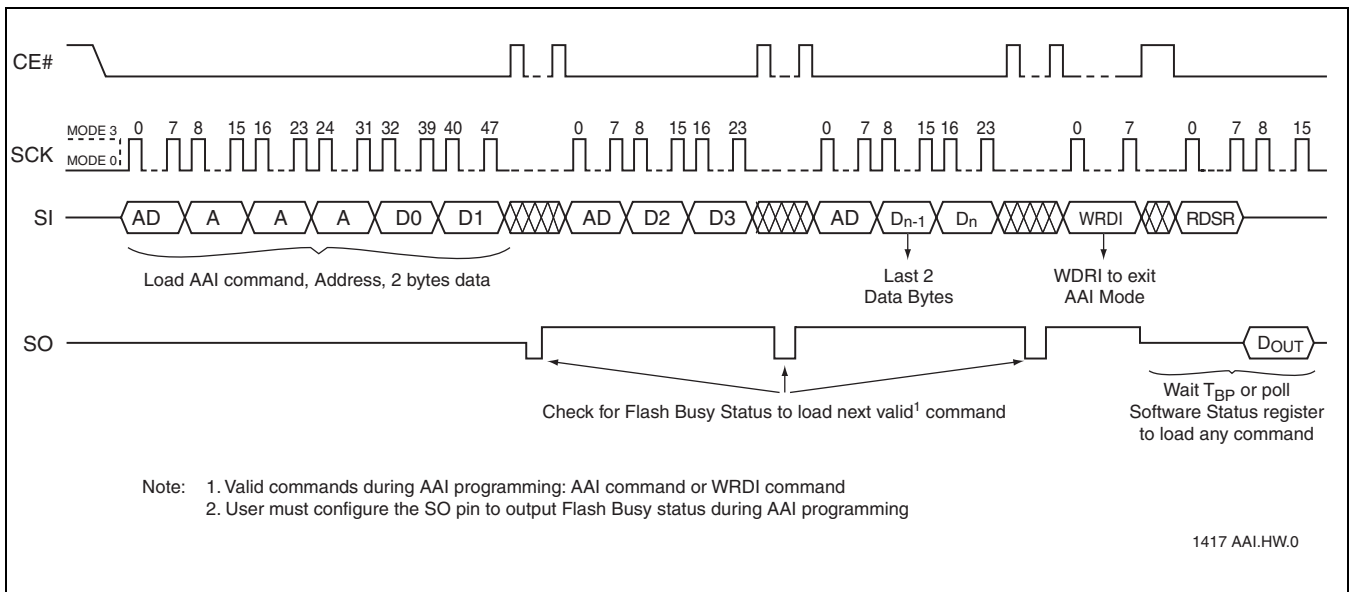 CE#
MODE 3 0 7 8 15 16 23 24 31 32 39 40 47 0 7 8 15 16 23 0 7 8 15 16 23 0 7 0 7 8 15
SCK
MODE 0
SI AD A A A D0 D1 AD D2 D3 AD Dn-1 Dn WRDI RDSR
Load AAI command, Address, 2 bytes data
Last 2
Data Bytes
WDRI to exit
AAI Mode
SO DOUT
Check for Flash Busy Status to load next valid1 command
Wait TBP or poll
Software Status register
to load any command
Note: 1. Valid commands during AAI programming: AAI command or WRDI command
2. User must configure the SO pin to output Flash Busy status during AAI programming
1417 AAI.HW.0